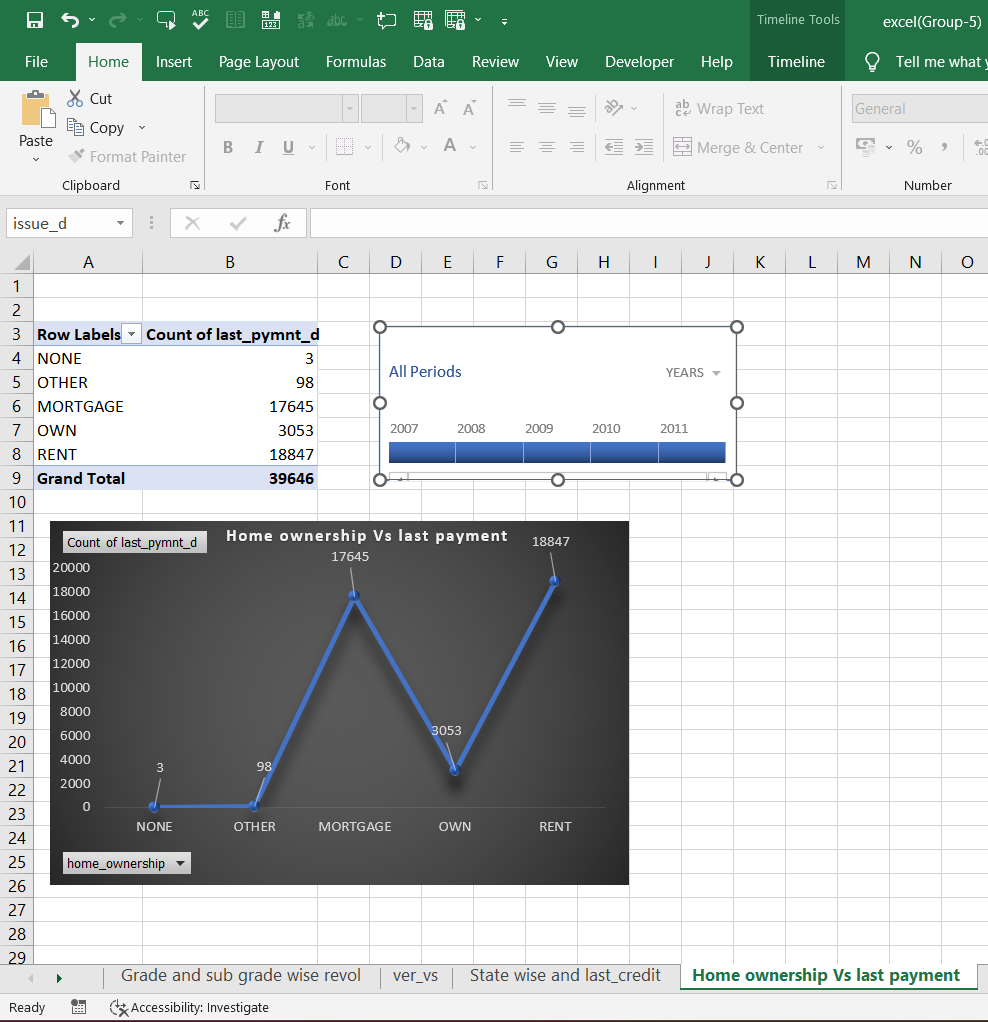 ABC
123
abc
Timeline Tools
excel(Group-5)
File Home Insert Page Layout Formulas Data Review View Developer Help Timeline Tell me what y
Paste
Cut
Copy
Format Painter
B I U
A A
A
ab Wrap Text
Merge & Center
General
% ,
Clipboard Font Alignment Number
issue_d
fx
A B C D E F G H I J K L M N O
1
2
3 Row Labels Count of last_pymnt_d
4 NONE 3
5 OTHER 98
6 MORTGAGE 17645
7 OWN 3053
8 RENT 18847
9 Grand Total 39646
All Periods YEARS
2007 2008 2009 2010 2011
10
11
12
13
14
15
16
17
18
19
20
21
22
23
24
25
26
27
28
29
Home ownership Vs last payment
Count of last_pymnt_d
20000
18000
16000
14000
12000
10000
8000
6000
4000
2000
0
3
98
17645
3053
18847
NONE OTHER MORTGAGE OWN RENT
home_ownership
Grade and sub grade wise revol ver_vs State wise and last_credit Home ownership Vs last payment
Ready Accessibility: Investigate